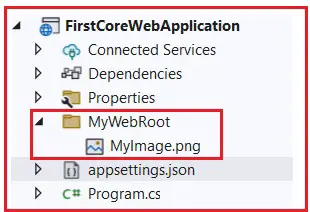 FirstCoreWebApplication
Connected Services
Dependencies
Properties
MyWebRoot
MyImage.png
appsettings.json
C# Program.cs